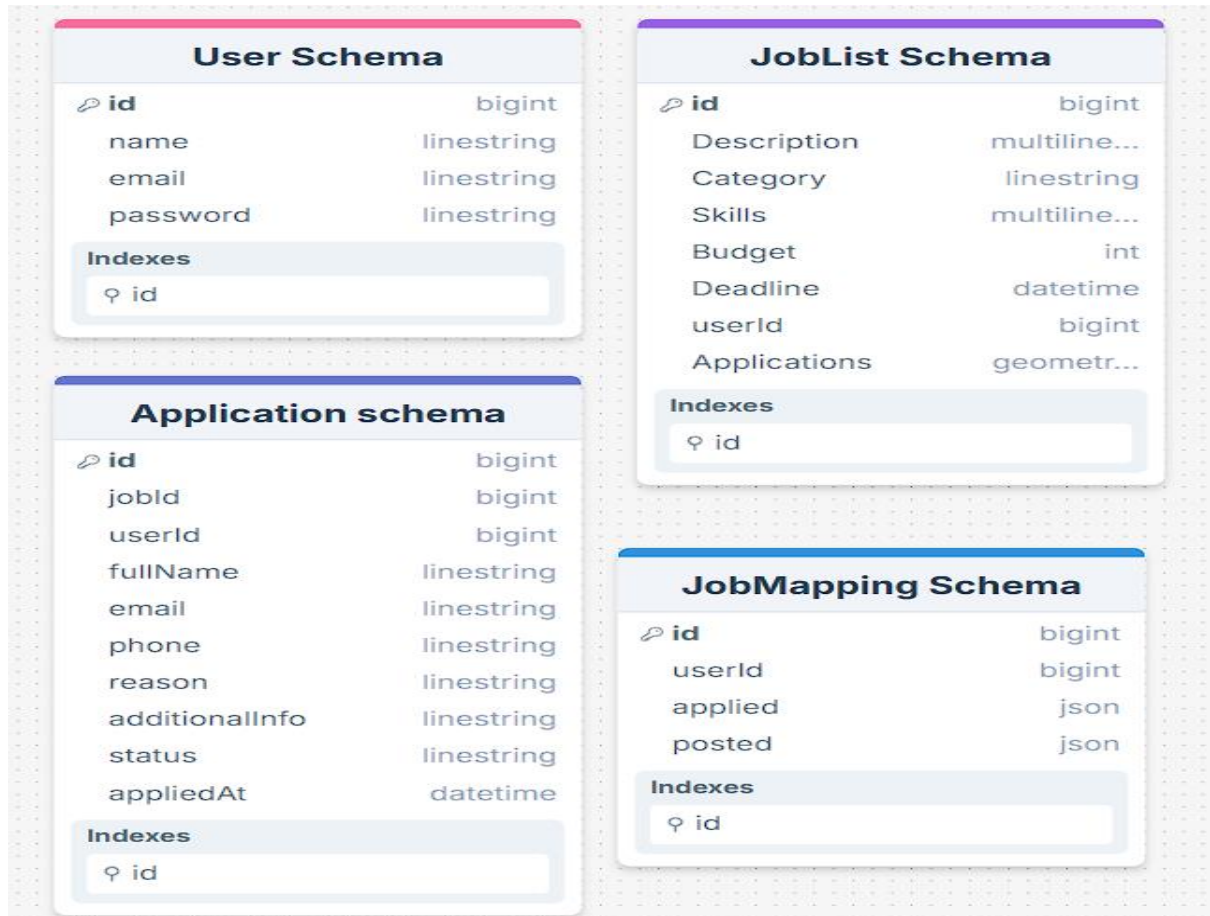 User Schema
id bigint
name linestring
email linestring
password linestring
Indexes
id
JobList Schema
id bigint
Description multiline...
Category linestring
Skills multiline...
Budget int
Deadline datetime
userId bigint
Applications geometr...
Indexes
id
Application schema
id bigint
jobId bigint
userId bigint
fullName linestring
email linestring
phone linestring
reason linestring
additionalInfo linestring
status linestring
appliedAt datetime
Indexes
id
JobMapping Schema
id bigint
userId bigint
applied json
posted json
Indexes
id